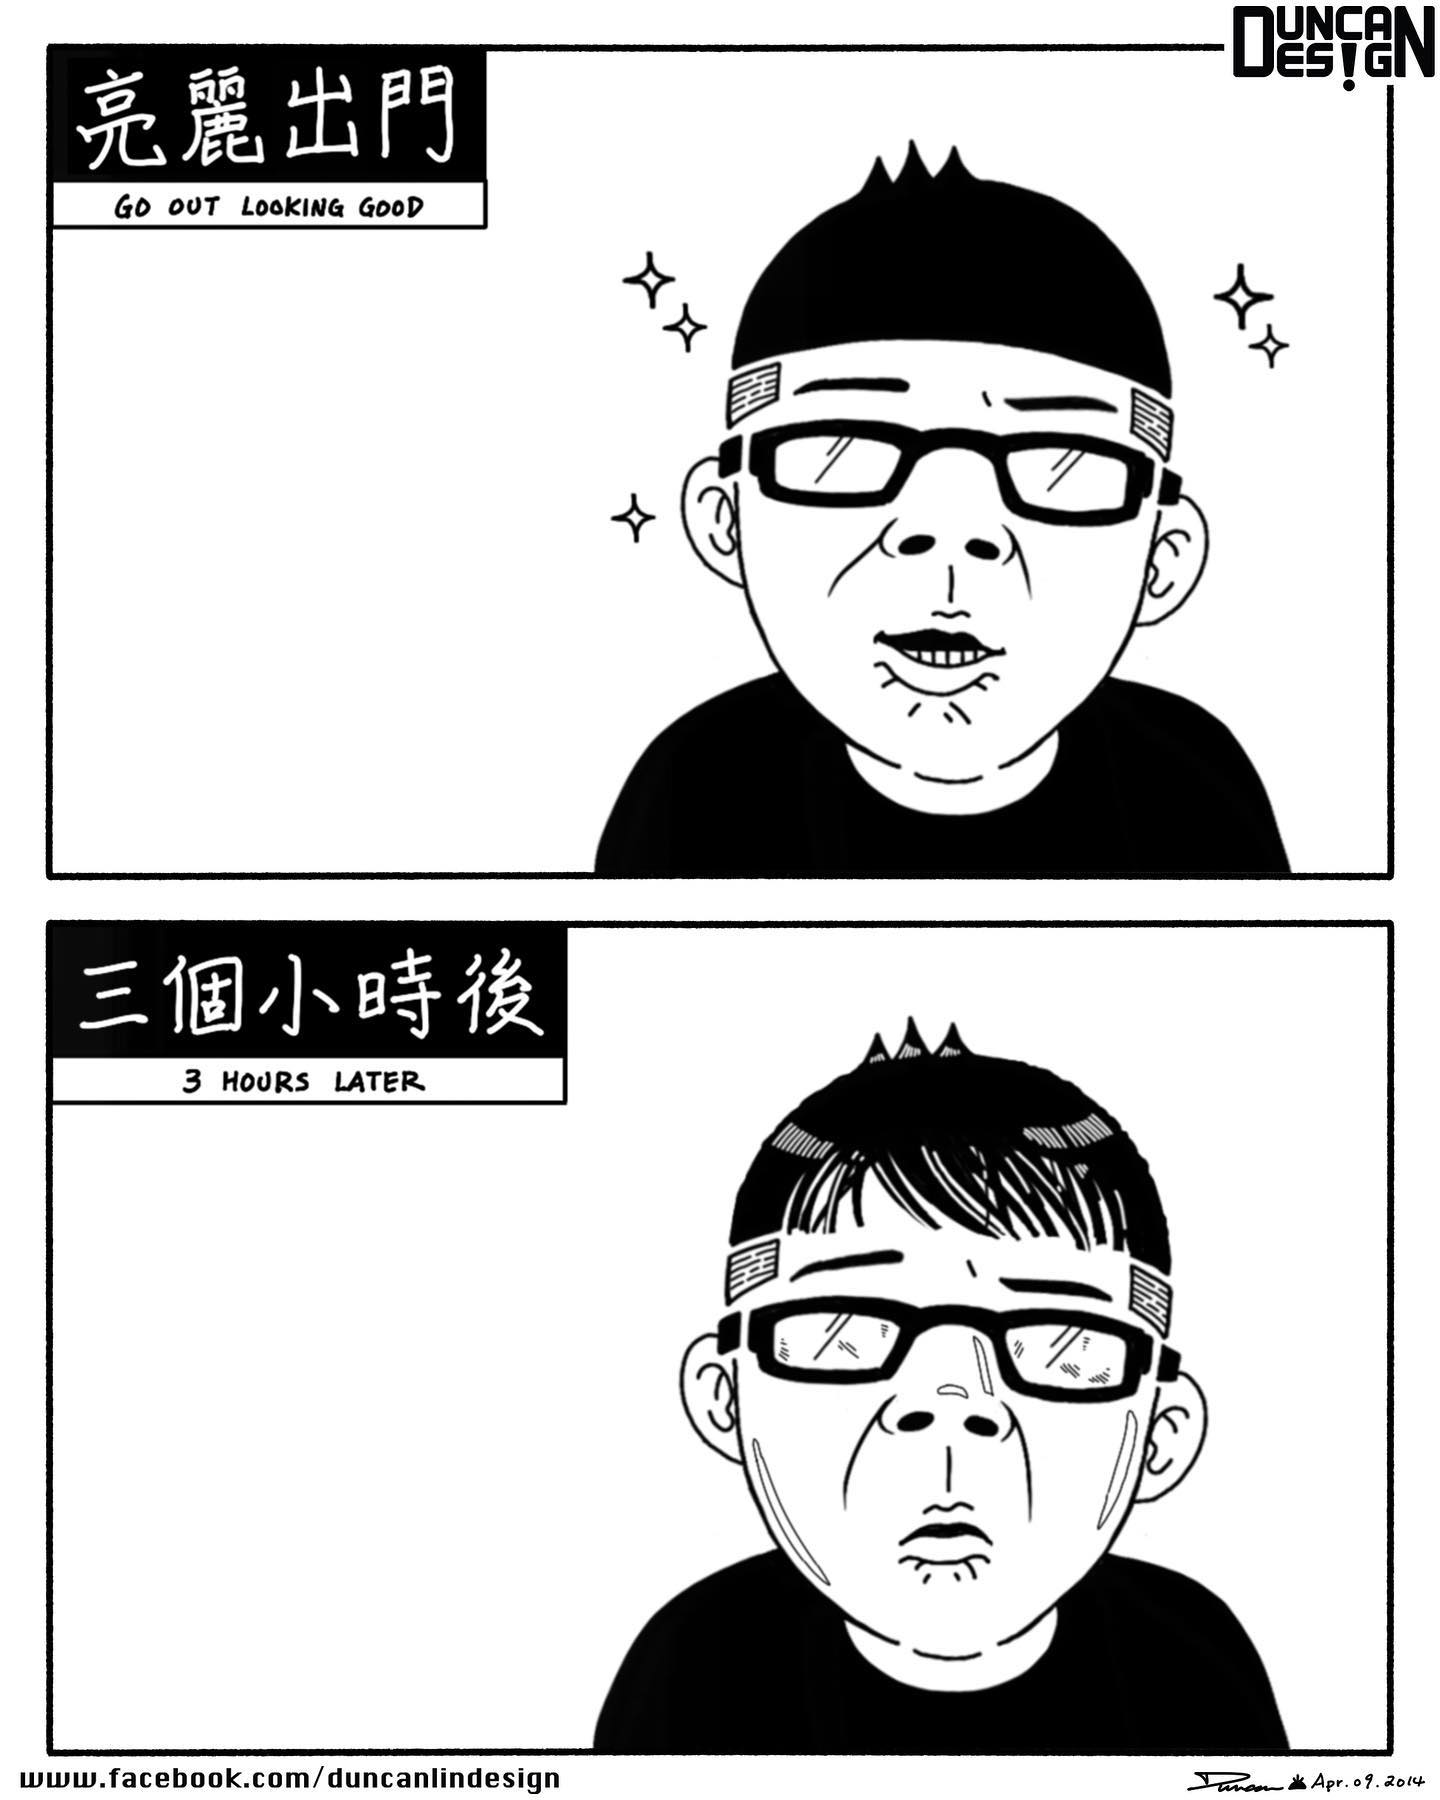 DUNCAN
DES!GN
亮麗出門
GO OUT LOOKING GOOD
三個小時後
3 HOURS LATER
www.facebook.com/duncanlindesign
Duncan Apr.09.2014